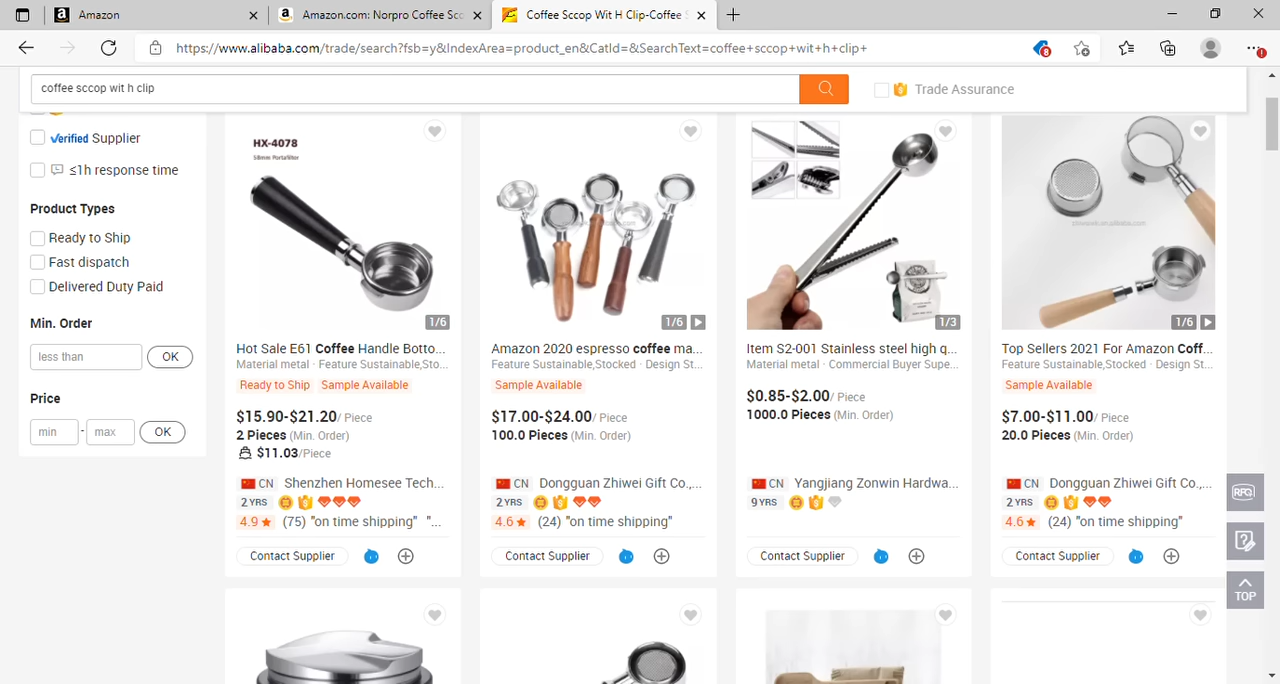 Amazon
Amazon.com: Norpro Coffee Sco
Coffee Sccop Wit H Clip-Coffee S
https://www.alibaba.com/trade/search?fsb=y&IndexArea=product_en&CatId=&SearchText=coffee+sccop+wit+h+clip+
8
coffee sccop wit h clip
Trade Assurance
Verified Supplier
≤1h response time
Product Types
Ready to Ship
Fast dispatch
Delivered Duty Paid
Min. Order
less than
OK
Price
min
-
max
OK
HX-4078
58mm Portafilter
1/6
Hot Sale E61 Coffee Handle Botto...
Material metal · Feature Sustainable,Sto...
Ready to Ship
Sample Available
$15.90-$21.20/ Piece
2 Pieces (Min. Order)
$11.03/Piece
CN Shenzhen Homesee Tech...
2 YRS
4.9 (75) "on time shipping" "...
Contact Supplier
1/6
Amazon 2020 espresso coffee ma...
Feature Sustainable,Stocked · Design St...
Sample Available
$17.00-$24.00/ Piece
100.0 Pieces (Min. Order)
CN Dongguan Zhiwei Gift Co.,...
2 YRS
4.6 (24) "on time shipping"
Contact Supplier
1/3
Item S2-001 Stainless steel high q...
Material metal · Commercial Buyer Supe...
$0.85-$2.00/ Piece
1000.0 Pieces (Min. Order)
CN Yangjiang Zonwin Hardwa...
9 YRS
Contact Supplier
1/6
Top Sellers 2021 For Amazon Coff...
Feature Sustainable,Stocked · Design St...
Sample Available
$7.00-$11.00/ Piece
20.0 Pieces (Min. Order)
CN Dongguan Zhiwei Gift Co.,...
2 YRS
4.6 (24) "on time shipping"
Contact Supplier
RFQ
TOP